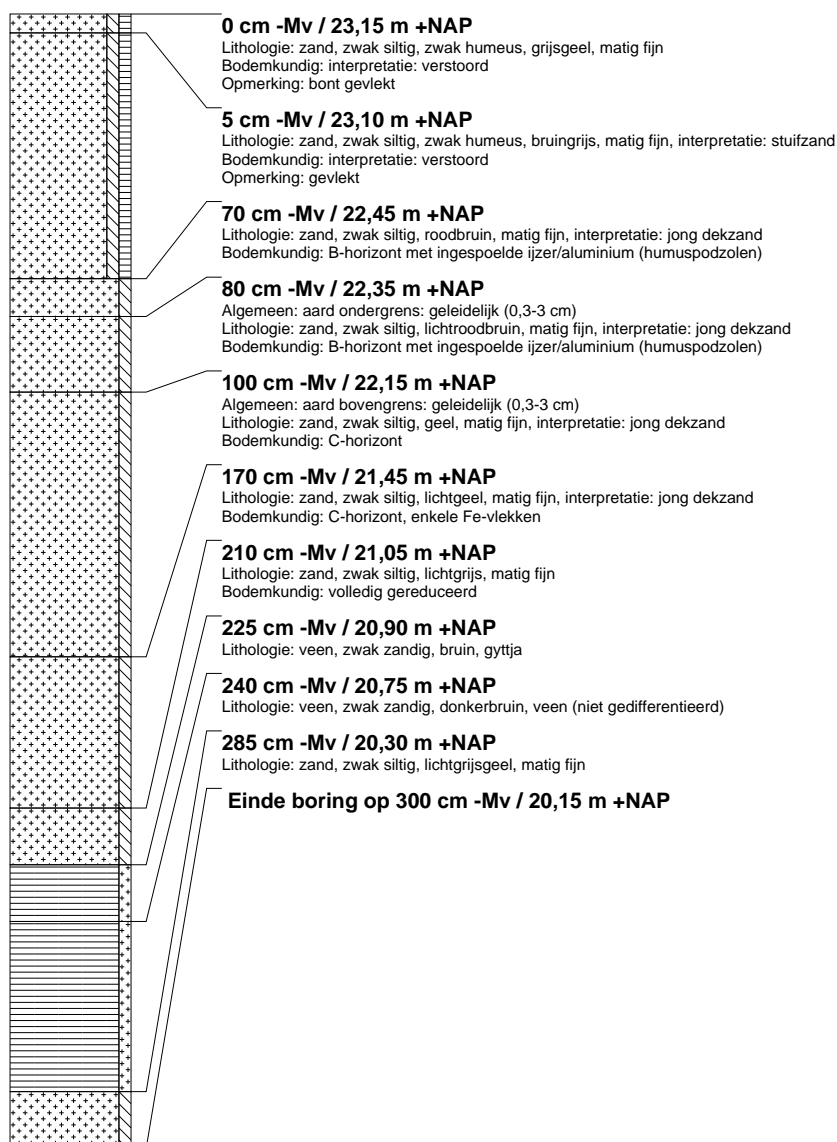 0 cm -Mv / 23,15 m +NAP
Lithologie: zand, zwak siltig, zwak humeus, grijsgeel, matig fijn
Bodemkundig: interpretatie: verstoord
Opmerking: bont gevlekt
5 cm -Mv / 23,10 m +NAP
Lithologie: zand, zwak siltig, zwak humeus, bruingrijs, matig fijn, interpretatie: stuifzand
Bodemkundig: interpretatie: verstoord
Opmerking: gevlekt
70 cm -Mv / 22,45 m +NAP
Lithologie: zand, zwak siltig, roodbruin, matig fijn, interpretatie: jong dekzand
Bodemkundig: B-horizont met ingespoelde ijzer/aluminium (humuspodzolen)
80 cm -Mv / 22,35 m +NAP
Algemeen: aard ondergrens: geleidelijk (0,3-3 cm)
Lithologie: zand, zwak siltig, lichtroodbruin, matig fijn, interpretatie: jong dekzand
Bodemkundig: B-horizont met ingespoelde ijzer/aluminium (humuspodzolen)
100 cm -Mv / 22,15 m +NAP
Algemeen: aard bovengrens: geleidelijk (0,3-3 cm)
Lithologie: zand, zwak siltig, geel, matig fijn, interpretatie: jong dekzand
Bodemkundig: C-horizont
170 cm -Mv / 21,45 m +NAP
Lithologie: zand, zwak siltig, lichtgeel, matig fijn, interpretatie: jong dekzand
Bodemkundig: C-horizont, enkele Fe-vlekken
210 cm -Mv / 21,05 m +NAP
Lithologie: zand, zwak siltig, lichtgrijs, matig fijn
Bodemkundig: volledig gereduceerd
225 cm -Mv / 20,90 m +NAP
Lithologie: veen, zwak zandig, bruin, gyttja
240 cm -Mv / 20,75 m +NAP
Lithologie: veen, zwak zandig, donkerbruin, veen (niet gedifferentieerd)
285 cm -Mv / 20,30 m +NAP
Lithologie: zand, zwak siltig, lichtgrijsgeel, matig fijn
Einde boring op 300 cm -Mv / 20,15 m +NAP